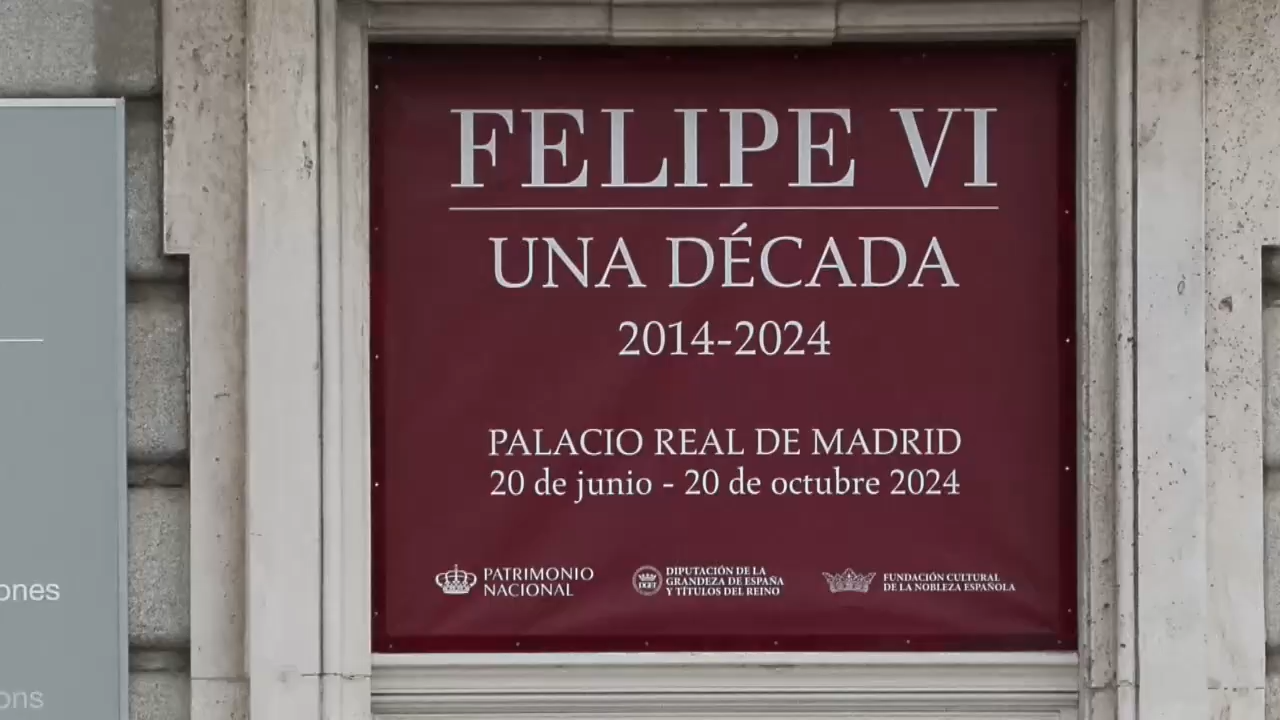 FELIPE VI
UNA DÉCADA
2014-2024
PALACIO REAL DE MADRID
20 de junio - 20 de octubre 2024
PATRIMONIO
NACIONAL
DIPUTACIÓN DE LA
GRANDEZA DE ESPAÑA
Y TÍTULOS DEL REINO
FUNDACIÓN CULTURAL
DE LA NOBLEZA ESPAÑOLA
ones
ons